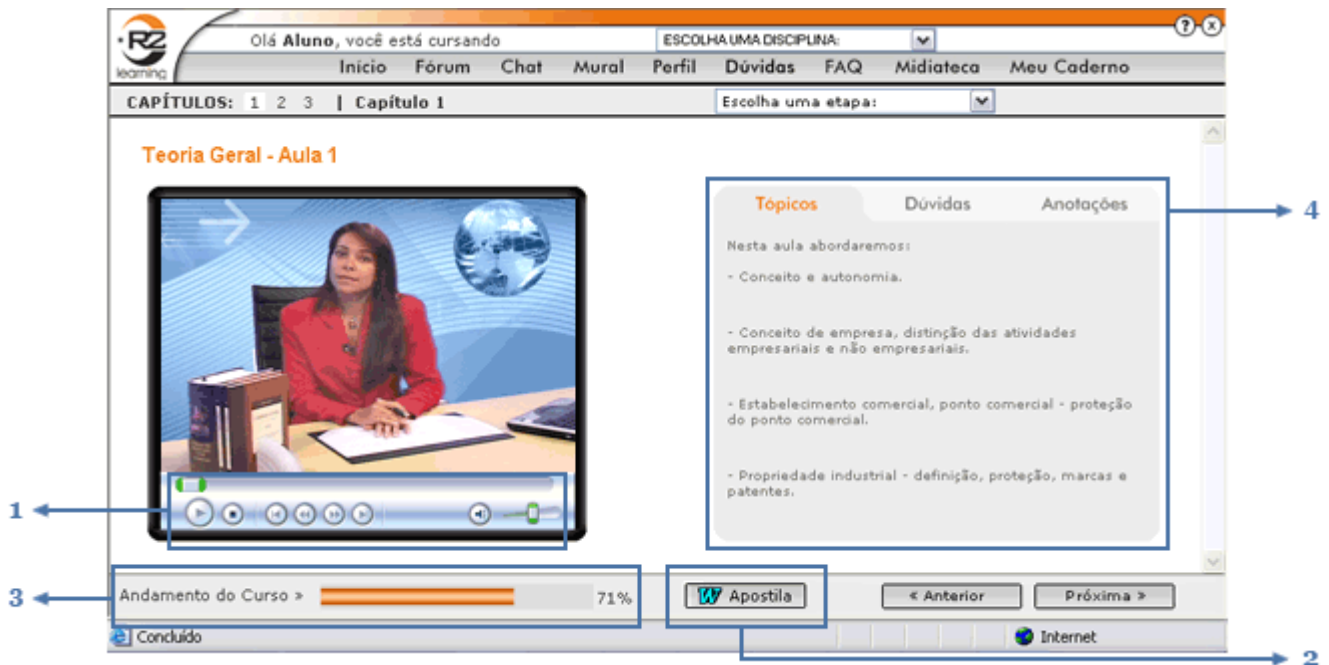 R2
learning
Olá Aluno, você está cursando
ESCOLHA UMA DISCIPLINA:
? x
Início Fórum Chat Mural Perfil Dúvidas FAQ Midiateca Meu Caderno
CAPÍTULOS: 1 2 3 | Capítulo 1
Escolha uma etapa:
Teoria Geral - Aula 1
Tópicos Dúvidas Anotações
4
Nesta aula abordaremos:
- Conceito e autonomia.
- Conceito de empresa, distinção das atividades
empresariais e não empresariais.
- Estabelecimento comercial, ponto comercial - proteção
do ponto comercial.
- Propriedade industrial - definição, proteção, marcas e
patentes.
1
3
Andamento do Curso »
71%
W Apostila
« Anterior
Próxima »
Concluído
Internet
2